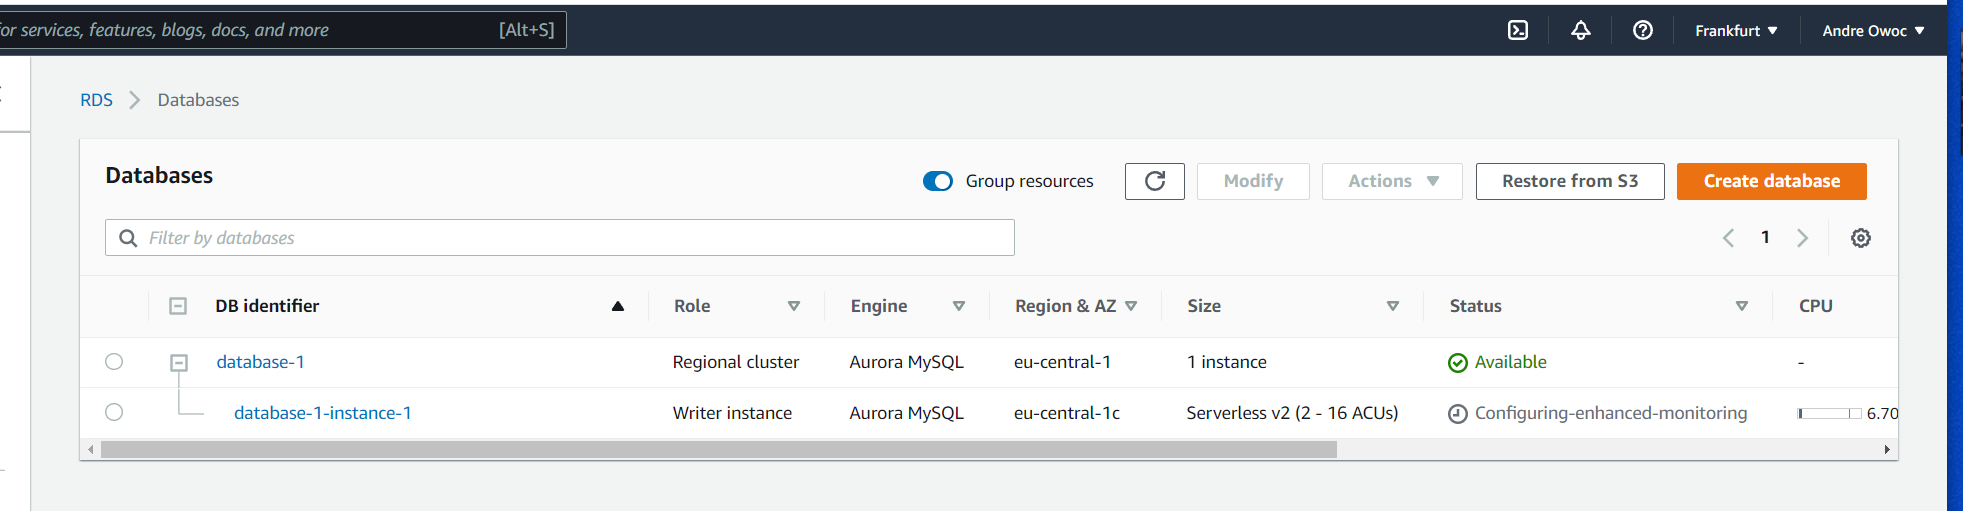 for services, features, blogs, docs, and more [Alt+S] Frankfurt Andre Owoc
RDS Databases
Databases Group resources Modify Actions Restore from S3 Create database
Filter by databases 1
DB identifier Role Engine Region & AZ Size Status CPU
database-1 Regional cluster Aurora MySQL eu-central-1 1 instance Available -
database-1-instance-1 Writer instance Aurora MySQL eu-central-1c Serverless v2 (2 - 16 ACUs) Configuring-enhanced-monitoring 6.70